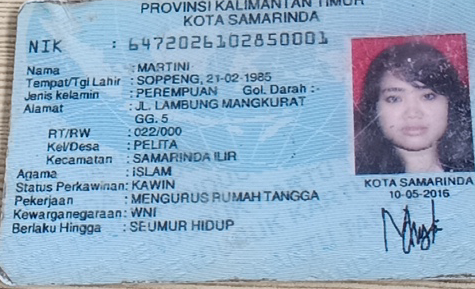 PROVINSI KALIMANTAN TIMUR
KOTA SAMARINDA
NIK : 6472026102850001
Nama : MARTINI
Tempat/Tgl Lahir : SOPPENG, 21-02-1985
Jenis kelamin : PEREMPUAN Gol. Darah : -
Alamat : JL. LAMBUNG MANGKURAT
GG. 5
RT/RW : 022/000
Kel/Desa : PELITA
Kecamatan : SAMARINDA ILIR
Agama : ISLAM
Status Perkawinan: KAWIN
Pekerjaan : MENGURUS RUMAH TANGGA
Kewarganegaraan: WNI
Berlaku Hingga : SEUMUR HIDUP
KOTA SAMARINDA
10-05-2016